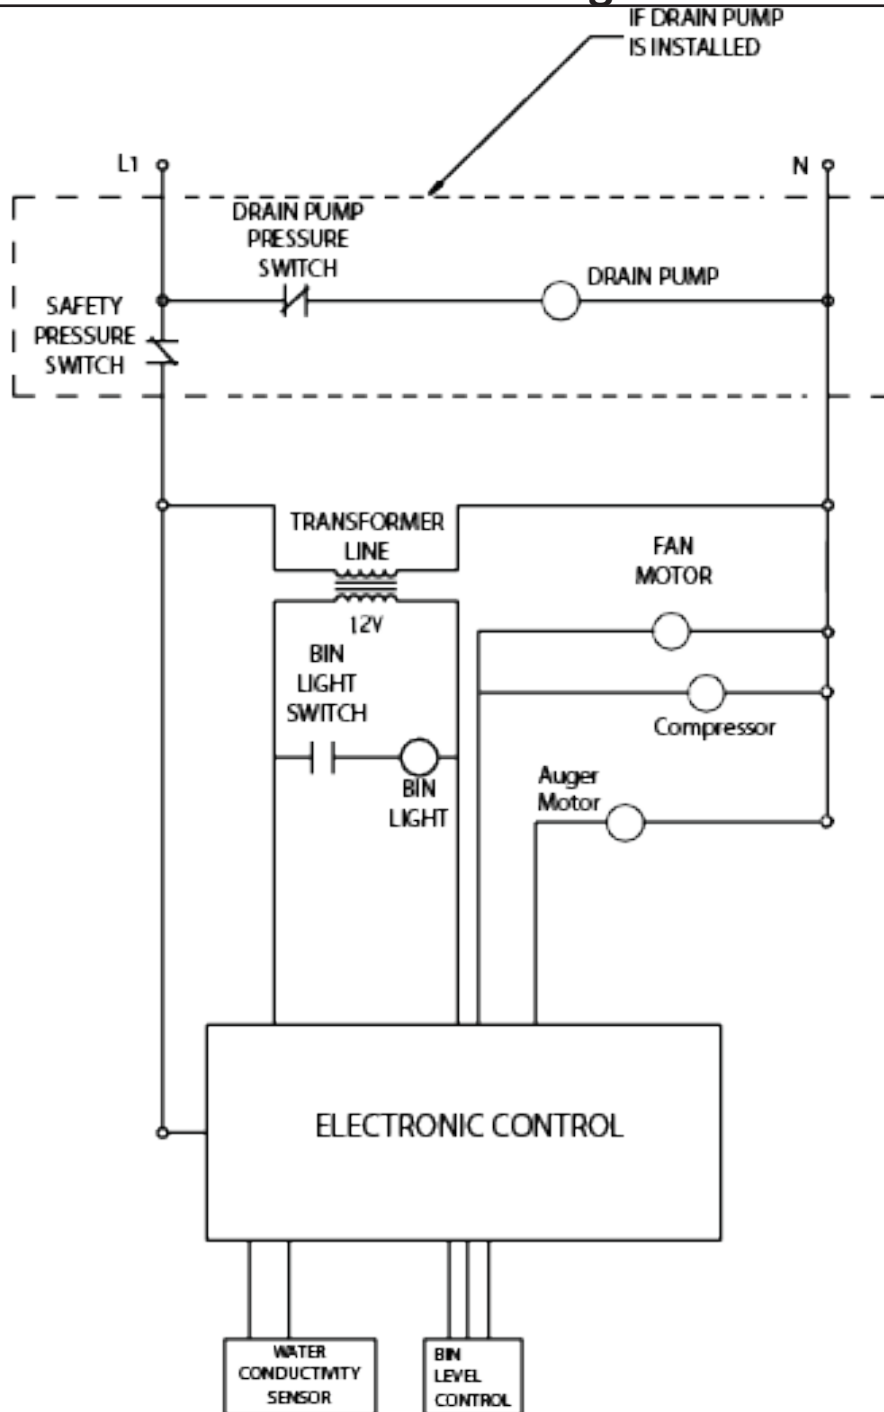 IF DRAIN PUMP
IS INSTALLED
L1
N
DRAIN PUMP
PRESSURE
SWITCH
DRAIN PUMP
SAFETY
PRESSURE
SWITCH
TRANSFORMER
LINE
12V
FAN
MOTOR
BIN
LIGHT
SWITCH
Compressor
BIN
LIGHT
Auger
Motor
ELECTRONIC CONTROL
WATER
CONDUCTIVITY
SENSOR
BIN
LEVEL
CONTROL